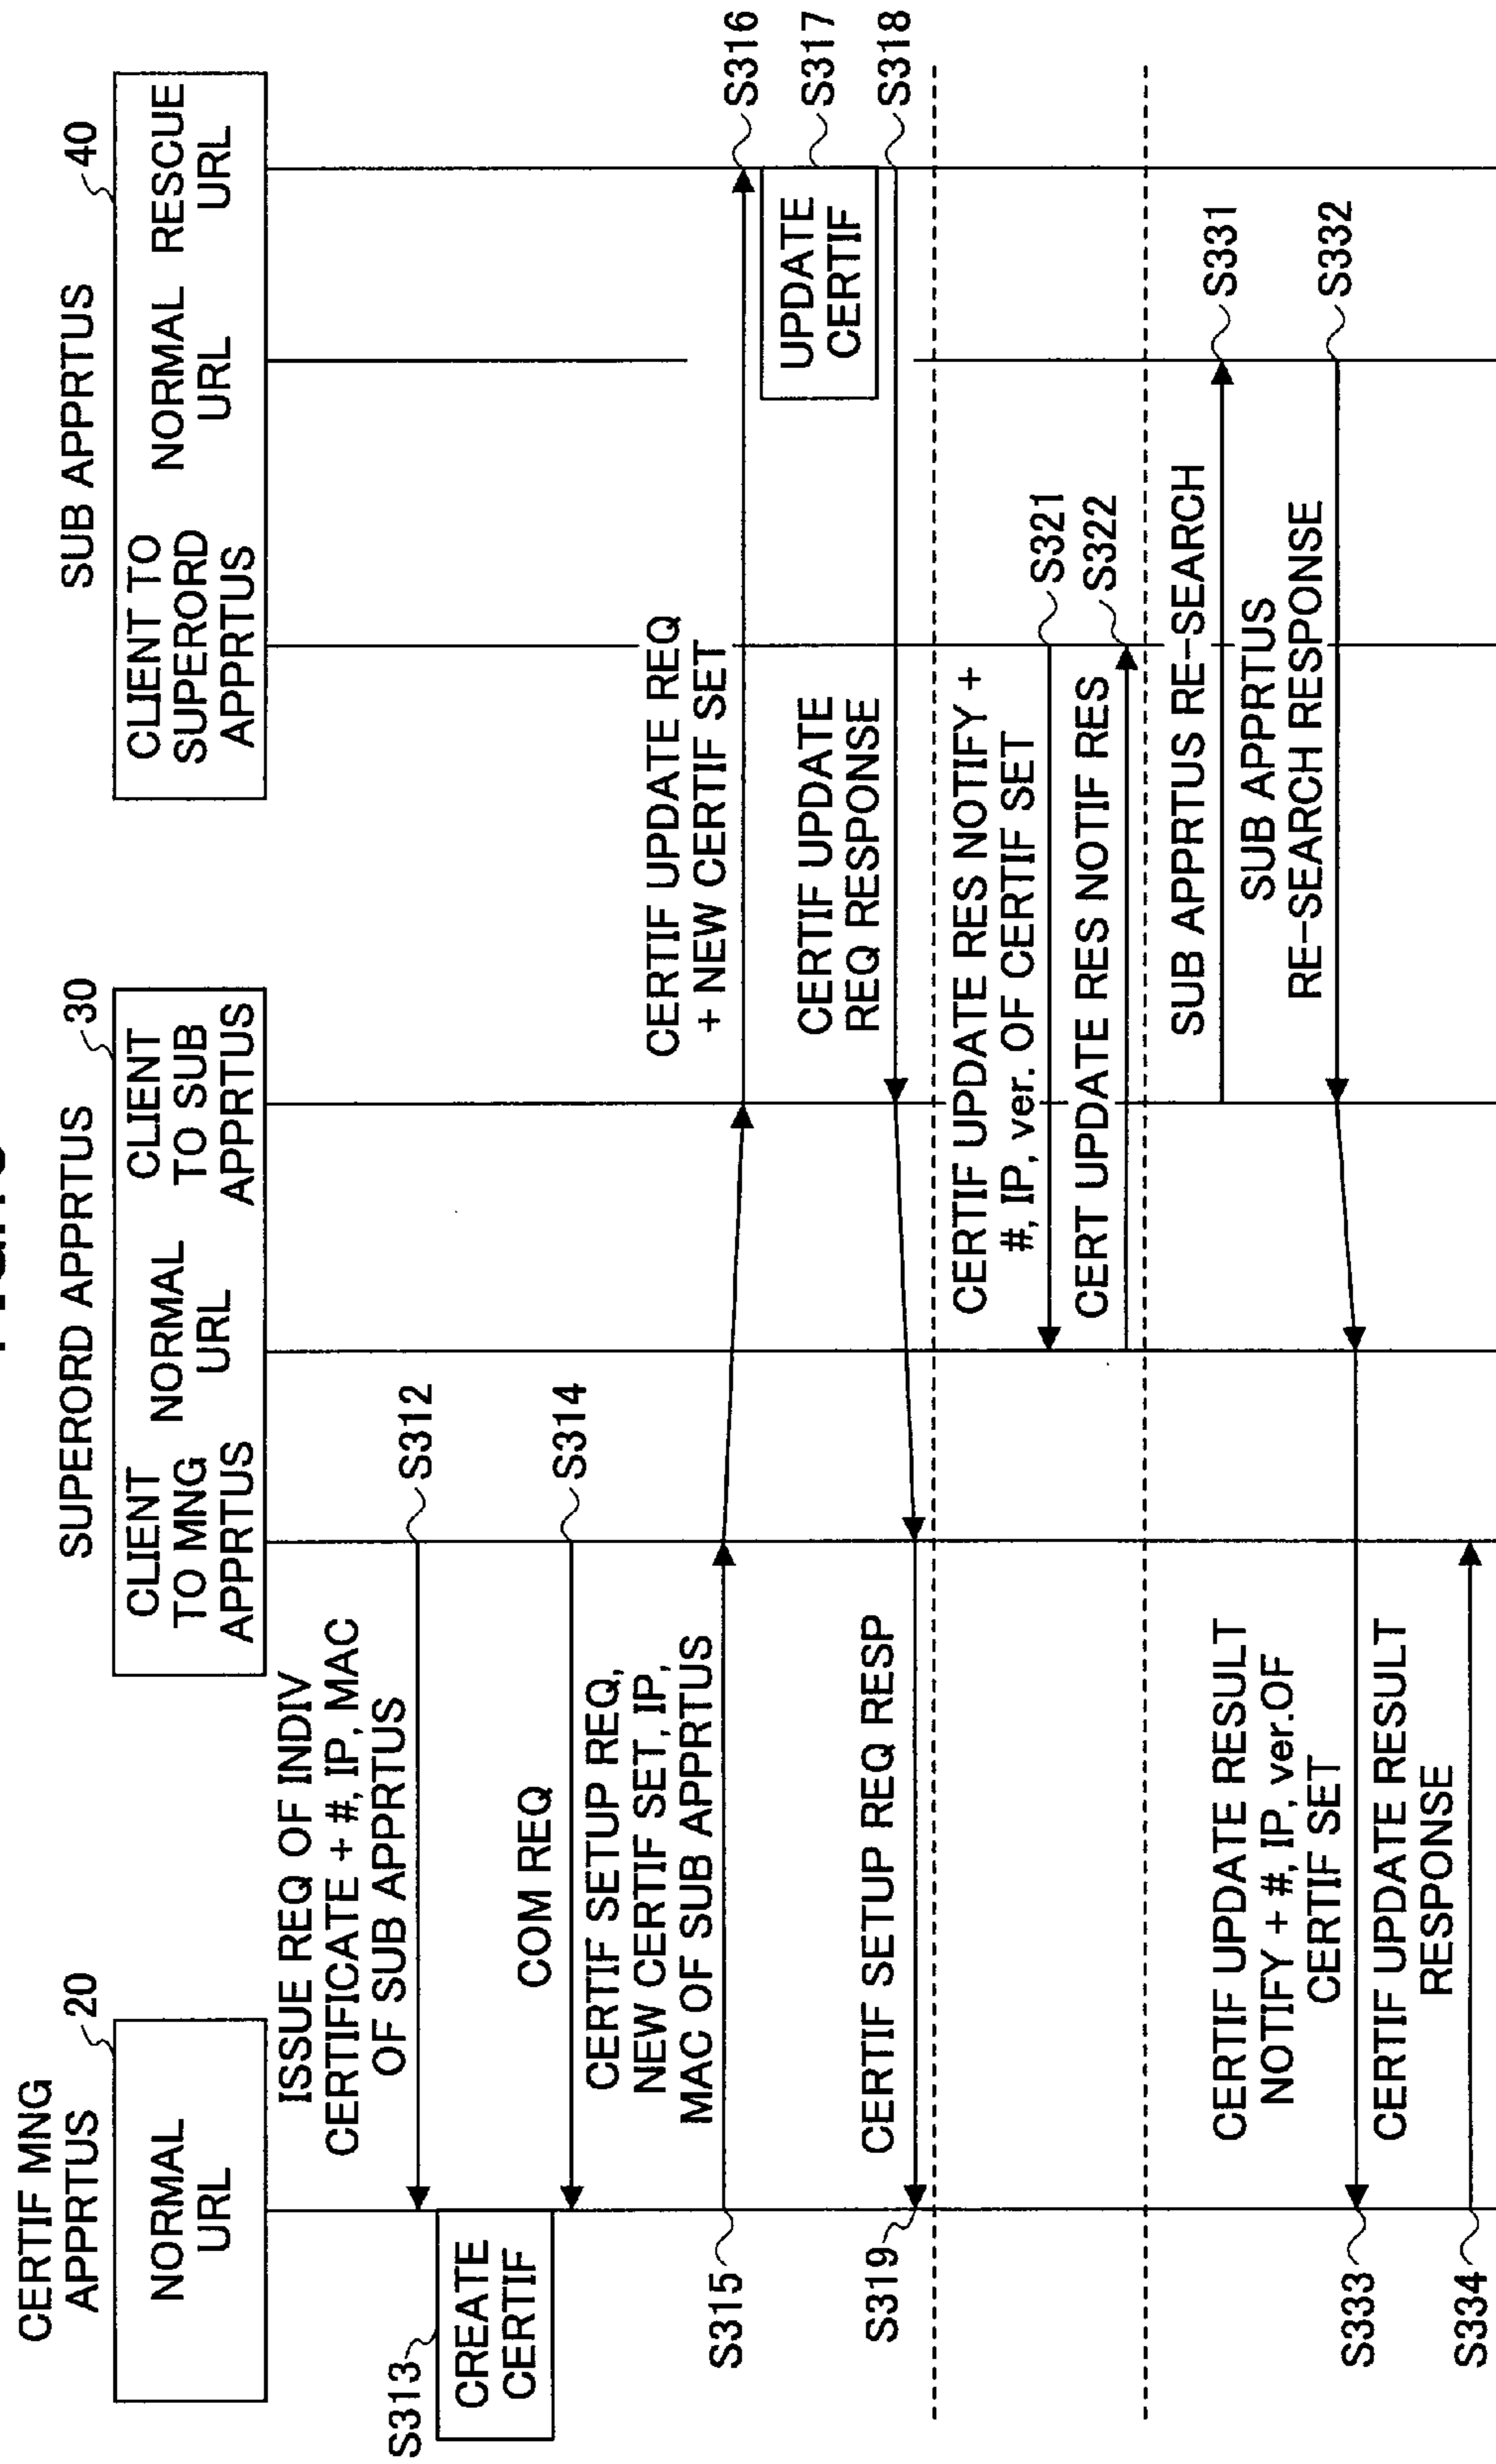 CERTIF MNG
APPRTUS
20
NORMAL
URL
SUPERORD APPRTUS
30
CLIENT
TO MNG
APPRTUS
NORMAL
URL
CLIENT
TO SUB
APPRTUS
SUB APPRTUS
40
CLIENT TO
SUPERORD
APPRTUS
NORMAL
URL
RESCUE
URL
ISSUE REQ OF INDIV
CERTIFICATE + #, IP, MAC
OF SUB APPRTUS
S312
S313
CREATE
CERTIF
COM REQ
S314
CERTIF SETUP REQ,
NEW CERTIF SET, IP,
MAC OF SUB APPRTUS
S315
CERTIF UPDATE REQ
+ NEW CERTIF SET
S316
UPDATE
CERTIF
S317
CERTIF UPDATE
REQ RESPONSE
S318
CERTIF SETUP REQ RESP
S319
CERTIF UPDATE RES NOTIFY +
#, IP, ver. OF CERTIF SET
S321
CERT UPDATE RES NOTIF RES
S322
SUB APPRTUS RE-SEARCH
S331
SUB APPRTUS
RE-SEARCH RESPONSE
S332
CERTIF UPDATE RESULT
NOTIFY + #, IP, ver.OF
CERTIF SET
S333
CERTIF UPDATE RESULT
RESPONSE
S334